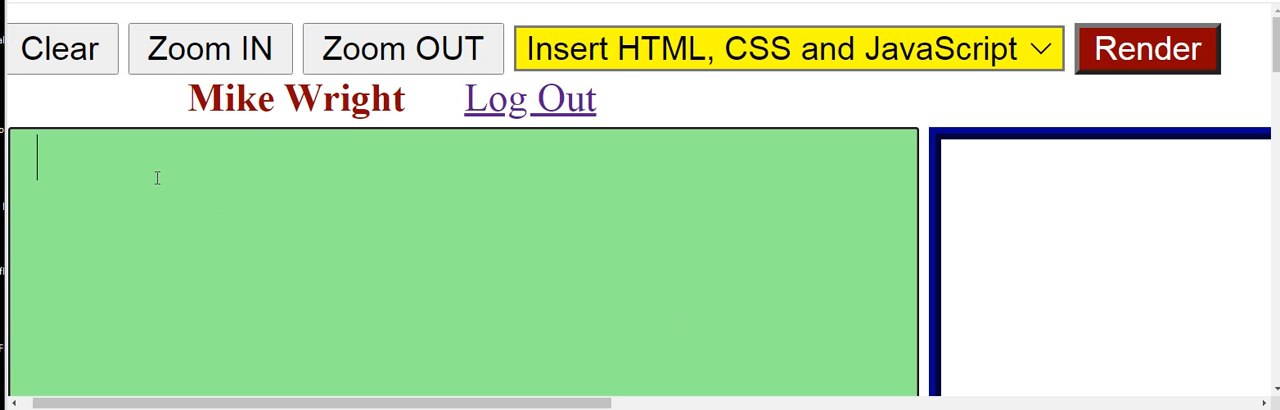 Clear Zoom IN Zoom OUT Insert HTML, CSS and JavaScript Render
Mike Wright Log Out